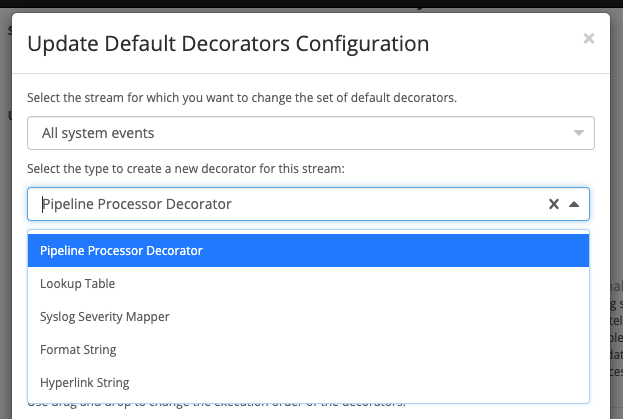 Update Default Decorators Configuration
×
Select the stream for which you want to change the set of default decorators.
All system events
Select the type to create a new decorator for this stream:
Pipeline Processor Decorator
Pipeline Processor Decorator
Lookup Table
Syslog Severity Mapper
Format String
Hyperlink String
Use drag and drop to change the execution order of the decorators.